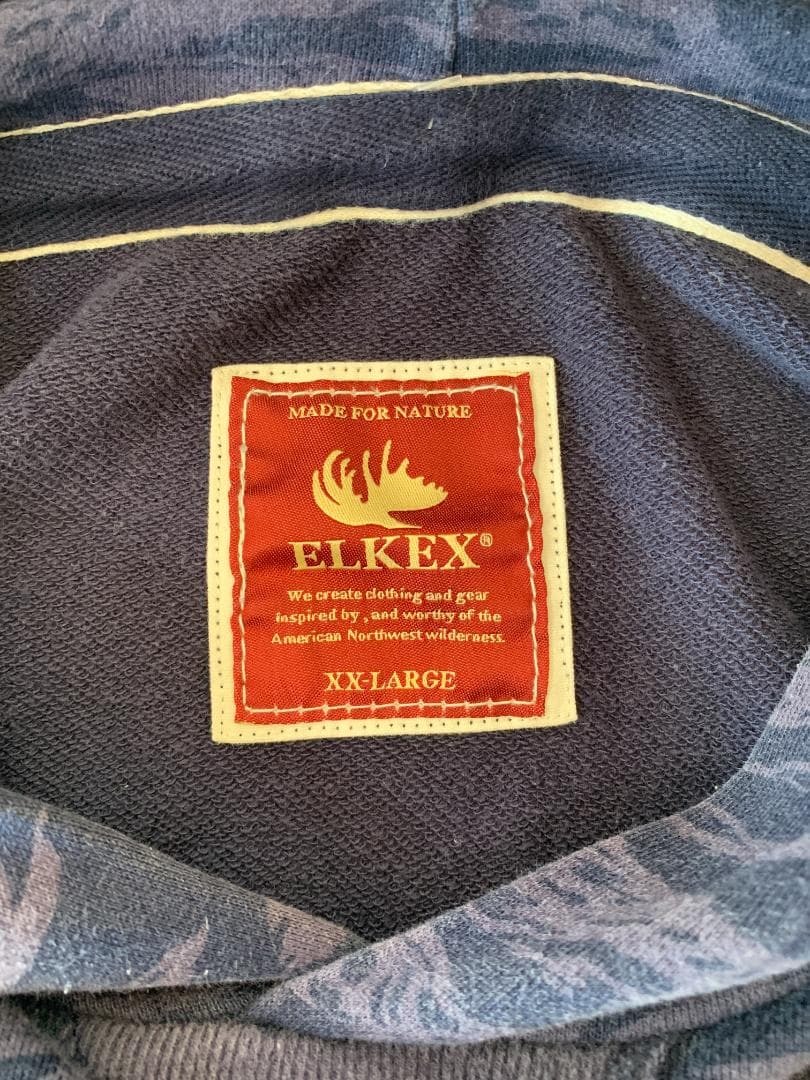 MADE FOR NATURE
ELKEX®
We create clothing and gear
inspired by , and worthy of the
American Northwest wilderness.
XX-LARGE